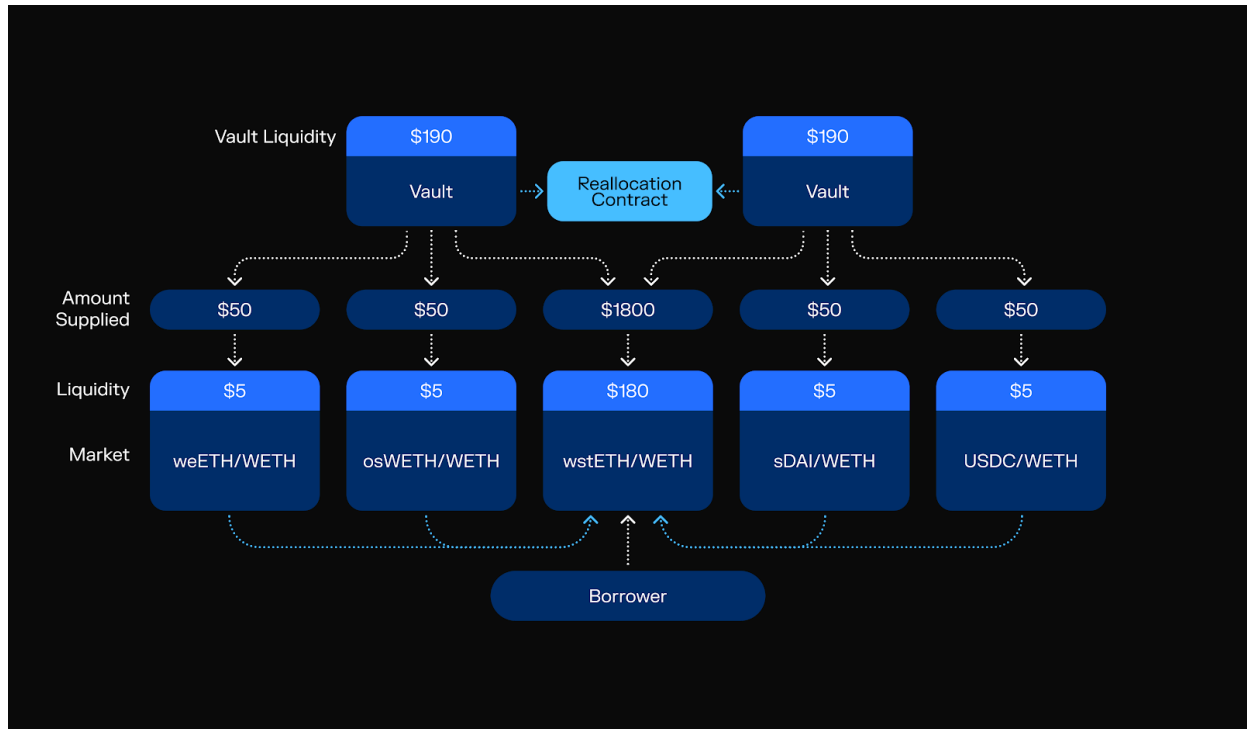 Vault Liquidity
$190
$190
Vault
Reallocation
Contract
Vault
Amount
Supplied
$50
$50
$1800
$50
$50
Liquidity
$5
$5
$180
$5
$5
Market
weETH/WETH
osWETH/WETH
wstETH/WETH
sDAI/WETH
USDC/WETH
Borrower